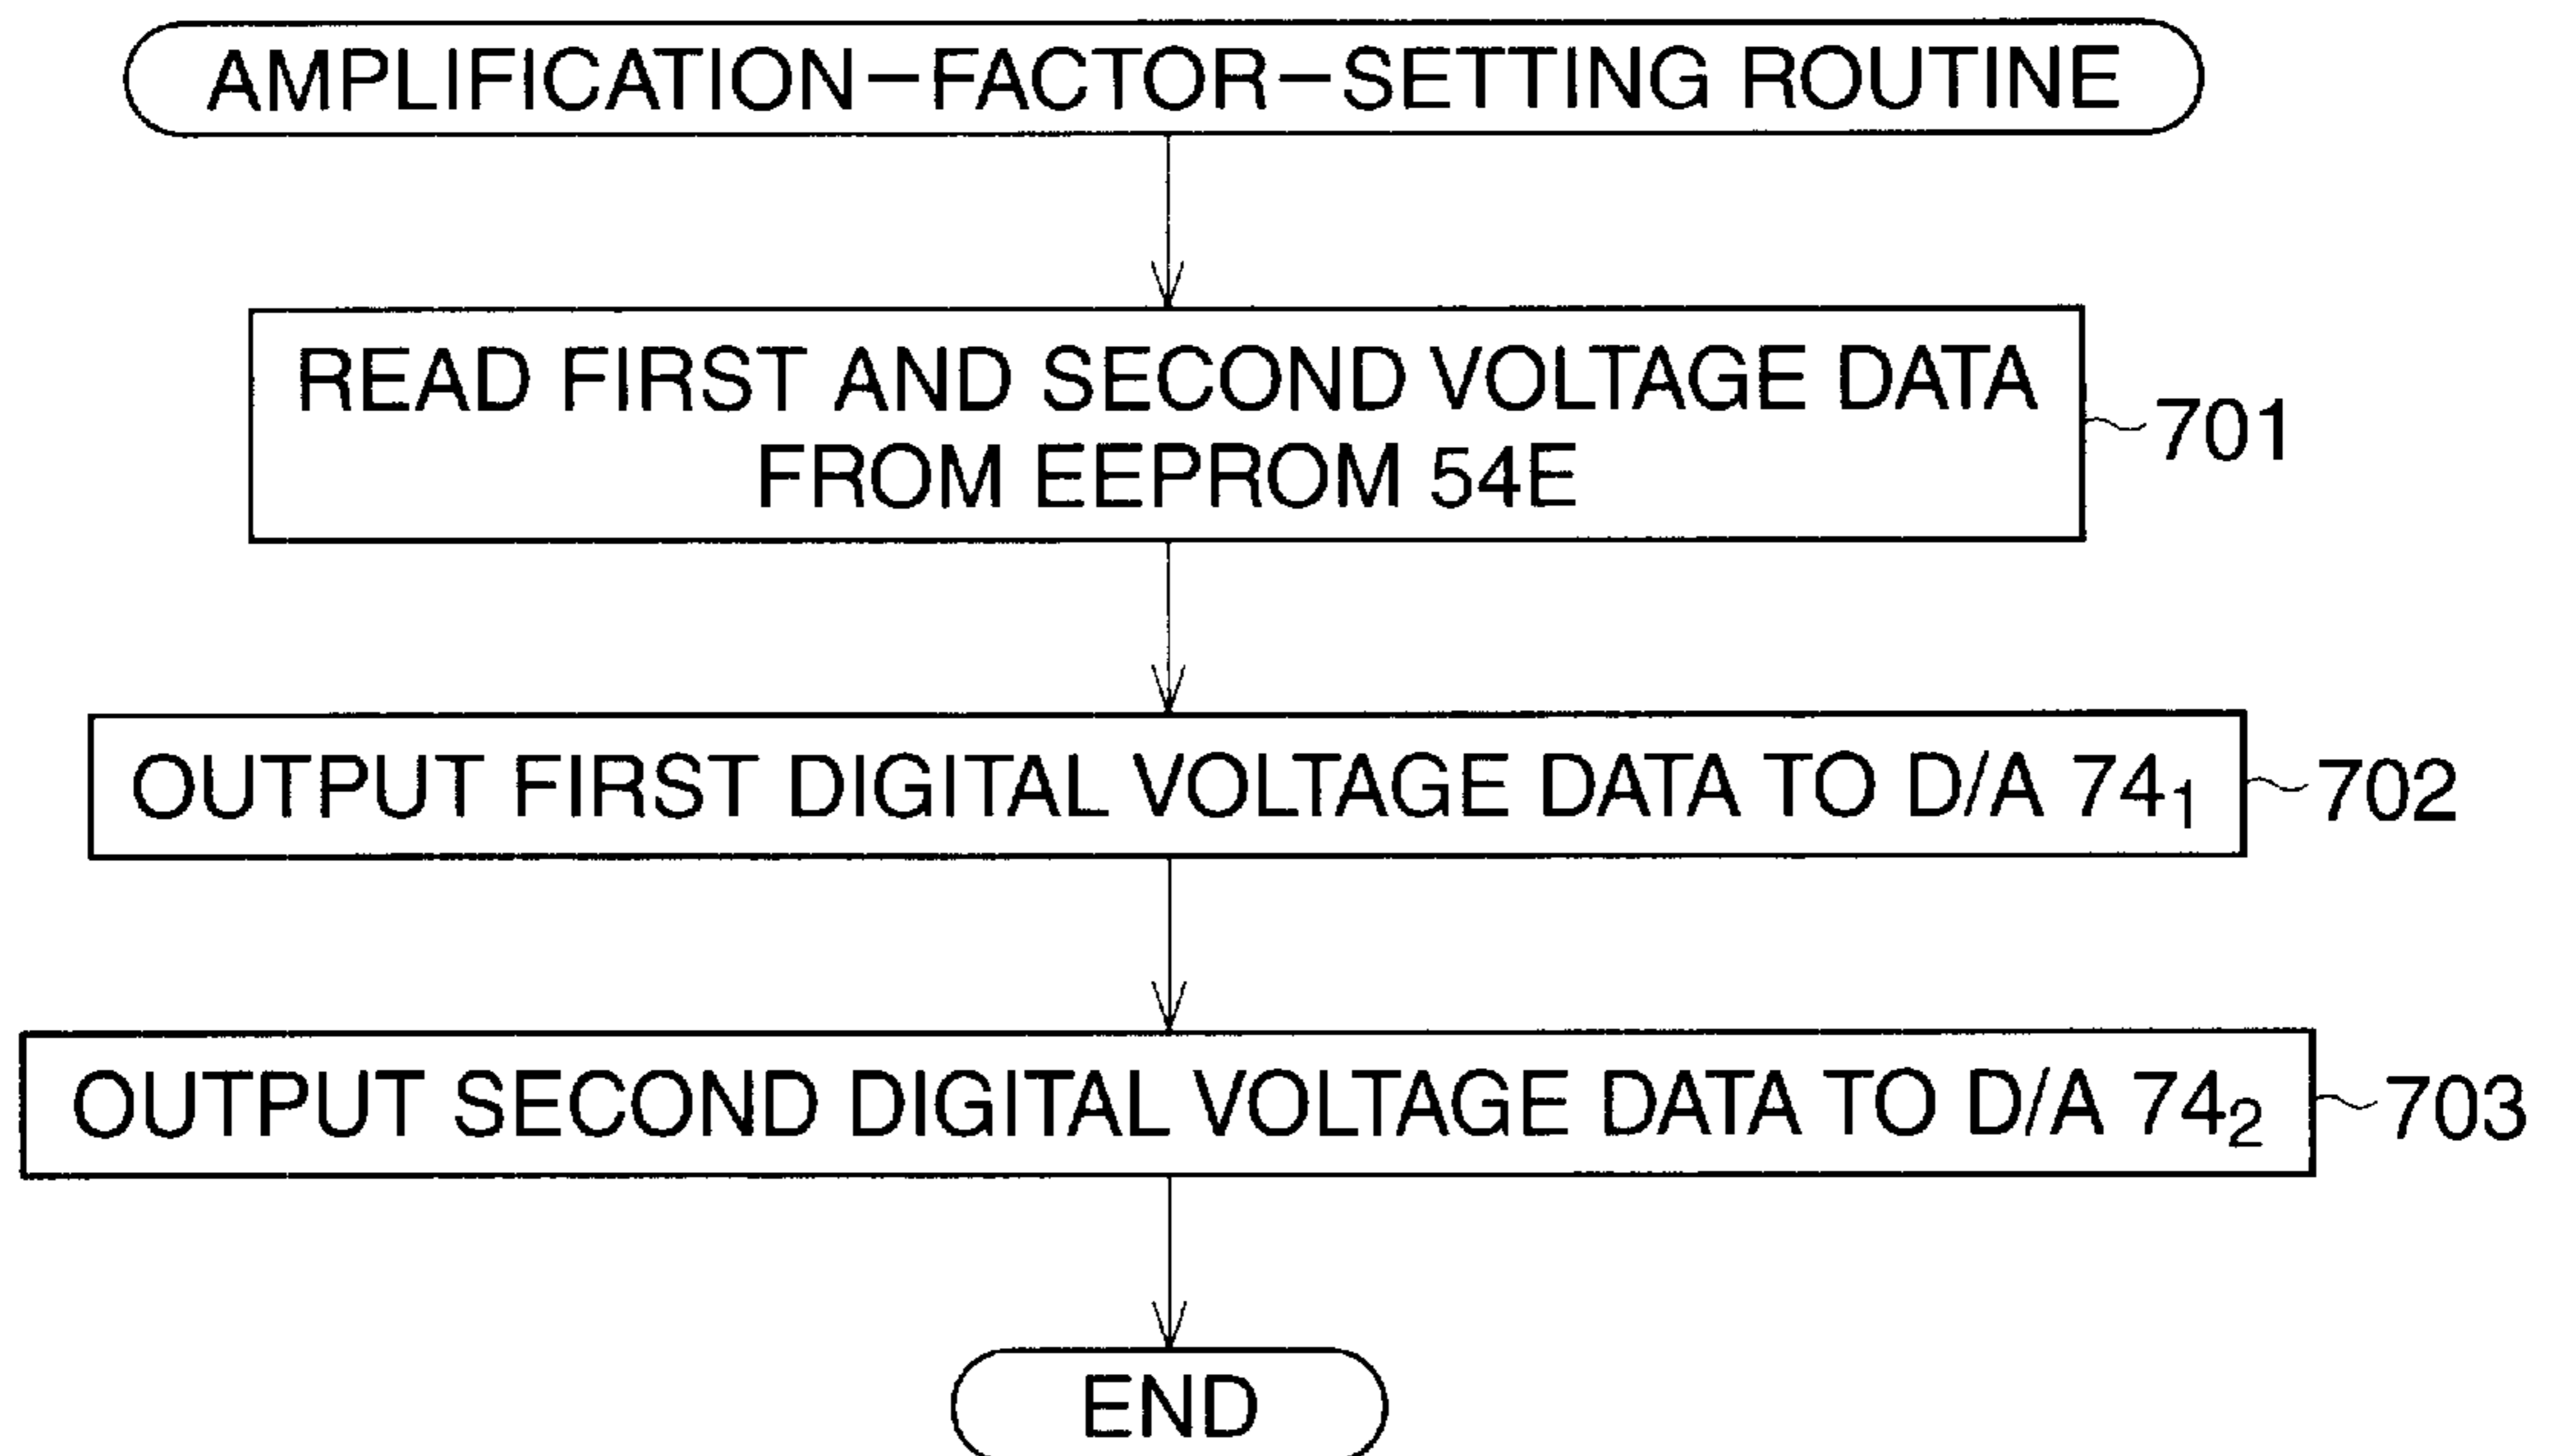 AMPLIFICATION-FACTOR-SETTING ROUTINE
READ FIRST AND SECOND VOLTAGE DATA
FROM EEPROM 54E
701
OUTPUT FIRST DIGITAL VOLTAGE DATA TO D/A 74₁
702
OUTPUT SECOND DIGITAL VOLTAGE DATA TO D/A 74₂
703
END